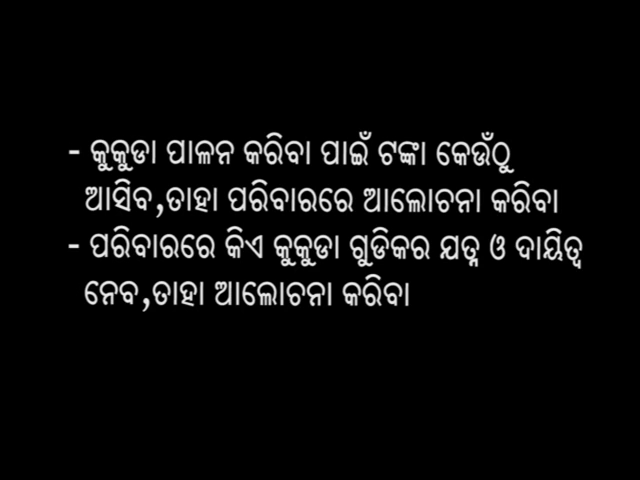 - କୁକୁଡା ପାଳନ କରିବା ପାଇଁ ଟଙ୍କା କେଉଁଠୁ
ଆସିବ,ତାହା ପରିବାରରେ ଆଲୋଚନା କରିବା
- ପରିବାରରେ କିଏ କୁକୁଡା ଗୁଡିକର ଯତ୍ନ ଓ ଦାୟିତ୍ୱ
ନେବ,ତାହା ଆଲୋଚନା କରିବା